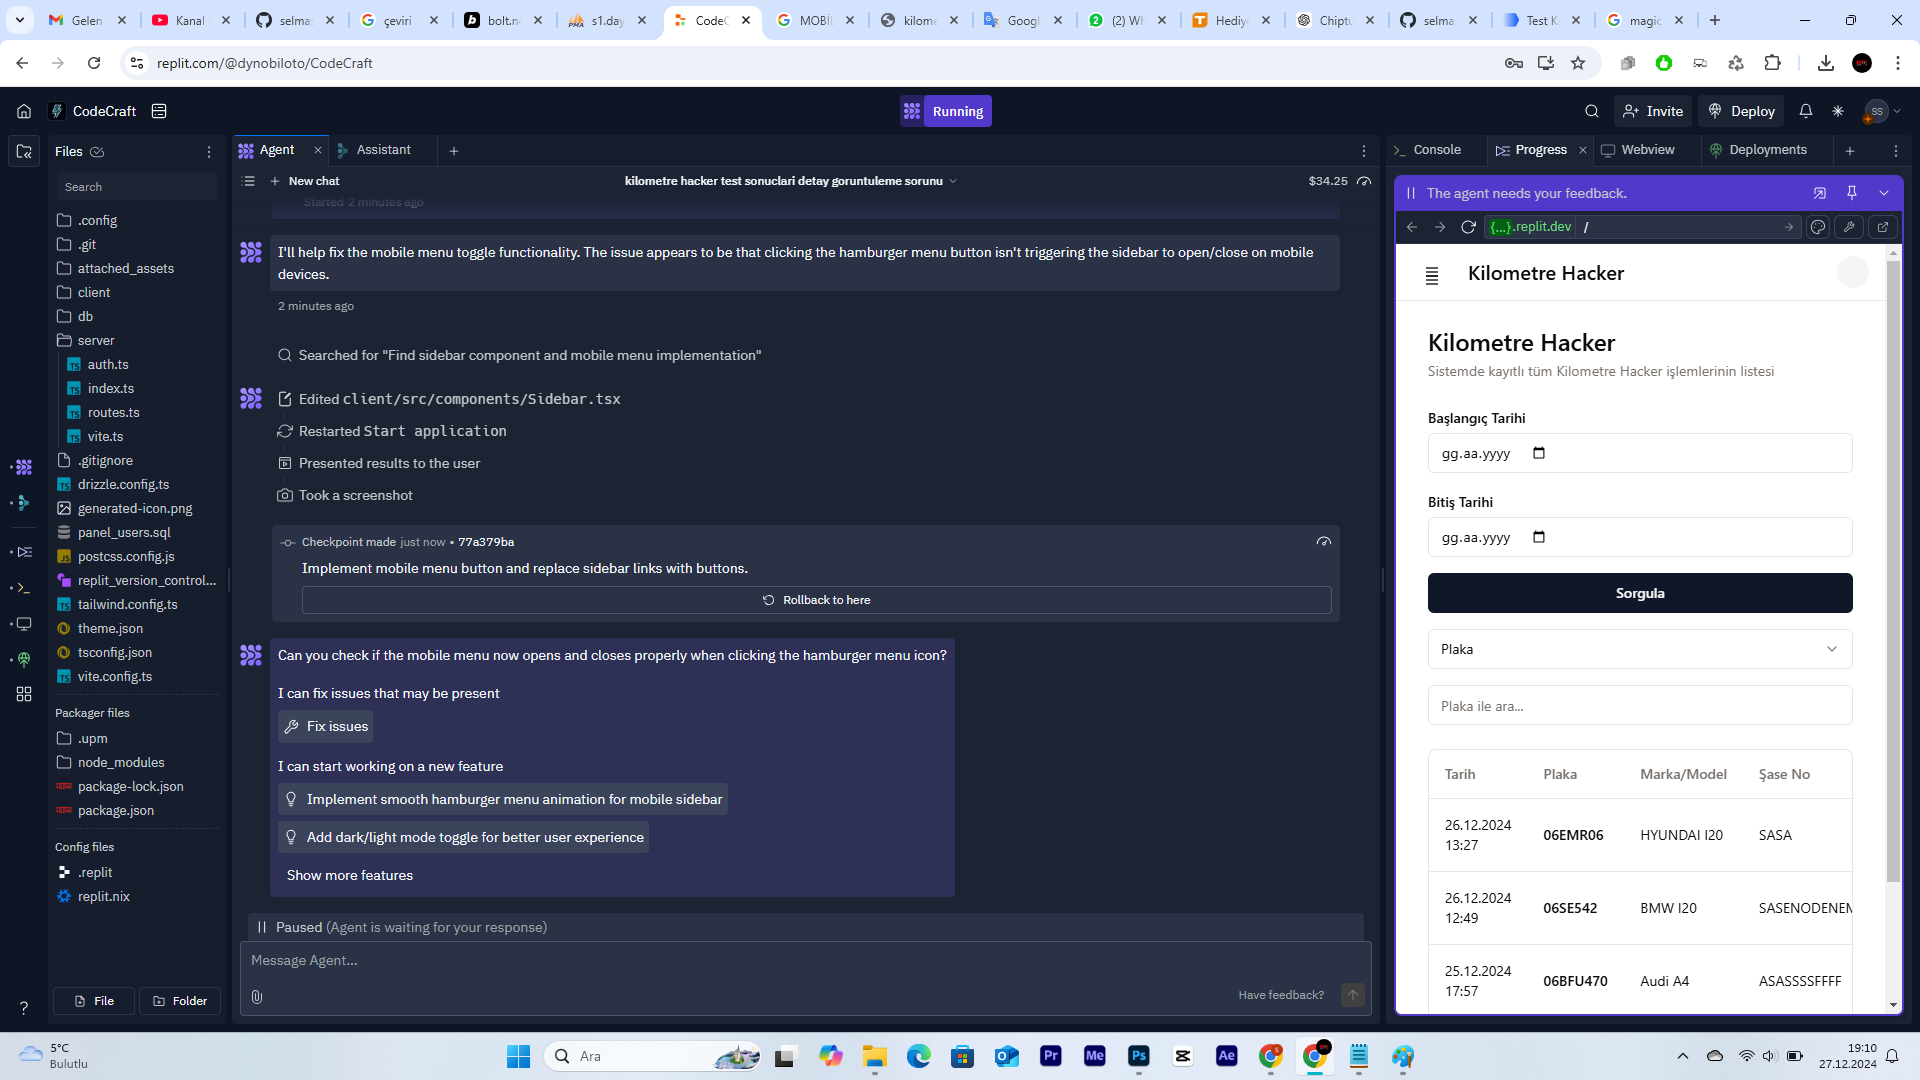 Gelen
Kanal
selma
çeviri -
bolt.ne
s1.day
CodeC
MOBİL
kilome
Googl
(2) Wh
Hediye
Chiptu
selma
Test K
magic
replit.com/@dynobiloto/CodeCraft
CodeCraft
Running
Invite
Deploy
SS
Files
Search
.config
.git
attached_assets
client
db
server
auth.ts
index.ts
routes.ts
vite.ts
.gitignore
drizzle.config.ts
generated-icon.png
panel_users.sql
postcss.config.js
replit_version_control...
tailwind.config.ts
theme.json
tsconfig.json
vite.config.ts
Packager files
.upm
node_modules
package-lock.json
package.json
Config files
.replit
replit.nix
File
Folder
Agent
Assistant
New chat
kilometre hacker test sonuclari detay goruntuleme sorunu
$34.25
Started 2 minutes ago
I'll help fix the mobile menu toggle functionality. The issue appears to be that clicking the hamburger menu button isn't triggering the sidebar to open/close on mobile
devices.
2 minutes ago
Searched for "Find sidebar component and mobile menu implementation"
Edited client/src/components/Sidebar.tsx
Restarted Start application
Presented results to the user
Took a screenshot
Checkpoint made just now • 77a379ba
Implement mobile menu button and replace sidebar links with buttons.
Rollback to here
Can you check if the mobile menu now opens and closes properly when clicking the hamburger menu icon?
I can fix issues that may be present
Fix issues
I can start working on a new feature
Implement smooth hamburger menu animation for mobile sidebar
Add dark/light mode toggle for better user experience
Show more features
Paused (Agent is waiting for your response)
Message Agent...
Have feedback?
Console
Progress
Webview
Deployments
The agent needs your feedback.
{...}.replit.dev /
Kilometre Hacker
Kilometre Hacker
Sistemde kayıtlı tüm Kilometre Hacker işlemlerinin listesi
Başlangıç Tarihi
gg.aa.yyyy
Bitiş Tarihi
gg.aa.yyyy
Sorgula
Plaka
Plaka ile ara...
Tarih Plaka Marka/Model Şase No
26.12.2024
13:27
06EMR06 HYUNDAI I20 SASA
26.12.2024
12:49
06SE542 BMW I20 SASENODENEM
25.12.2024
17:57
06BFU470 Audi A4 ASASSSSFFFF
5°C
Bulutlu
Ara
Pr
Me
Ps
Ae
19:10
27.12.2024